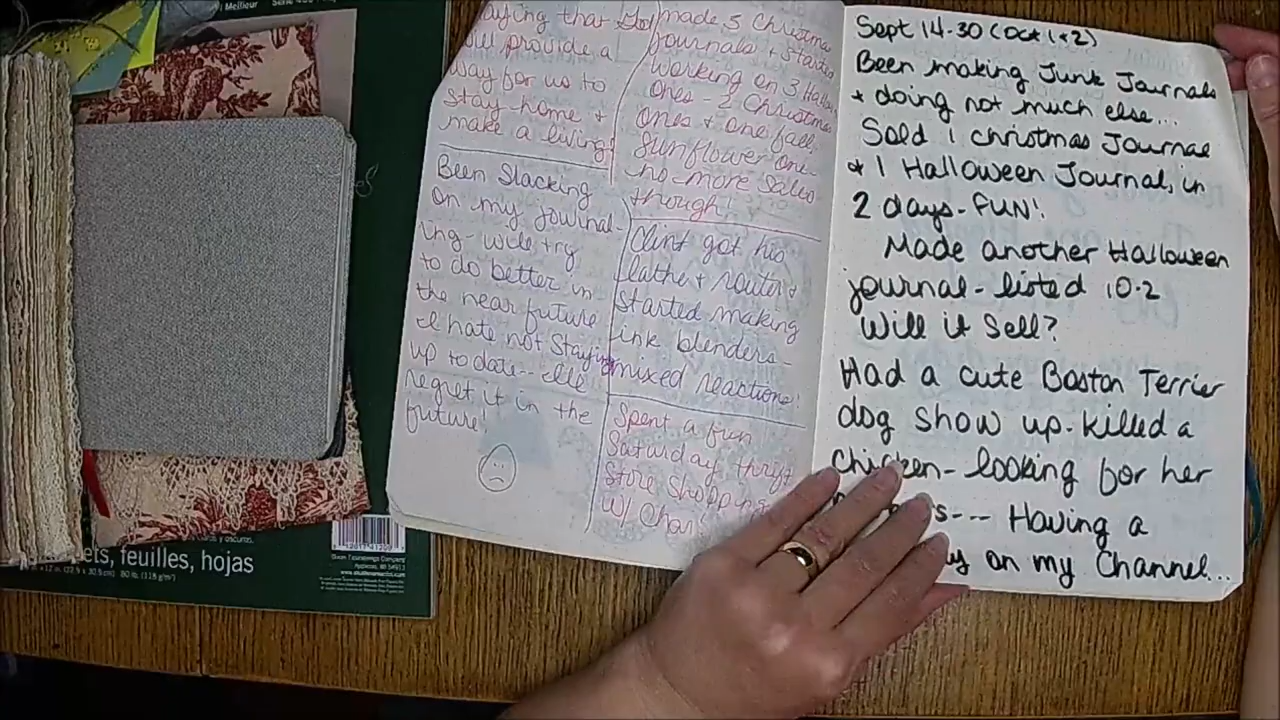 Meilleur
aying that God
will provide a
way for us to
stay home +
make a living!
Been Slacking
on my journal-
ing - will try
to do better in
the near future
I hate not Staying
up to date -- I'll
regret it in the
future!
made 5 Christmas
journals + Started
working on 3 Hallow
ones - 2 Christmas
ones + one fall
Sunflower one -
no more Sales
though!
Clint got his
lathe + router +
started making
ink blenders -
mixed reactions!
Spent a fun
Saturday thrift
Store Shopping
w/ Char!
Sept 14-30 (Oct 1 & 2)
Been making Junk Journals
+ doing not much else...
Sold 1 christmas Journal
+ 1 Halloween Journal, in
2 days - FUN!
Made another Halloween
journal - listed 10-2
Will it Sell?
Had a cute Boston Terrier
dog show up - killed a
Chicken - looking for her
s --- Having a
y on my Channel...
ets, feuilles, hojas